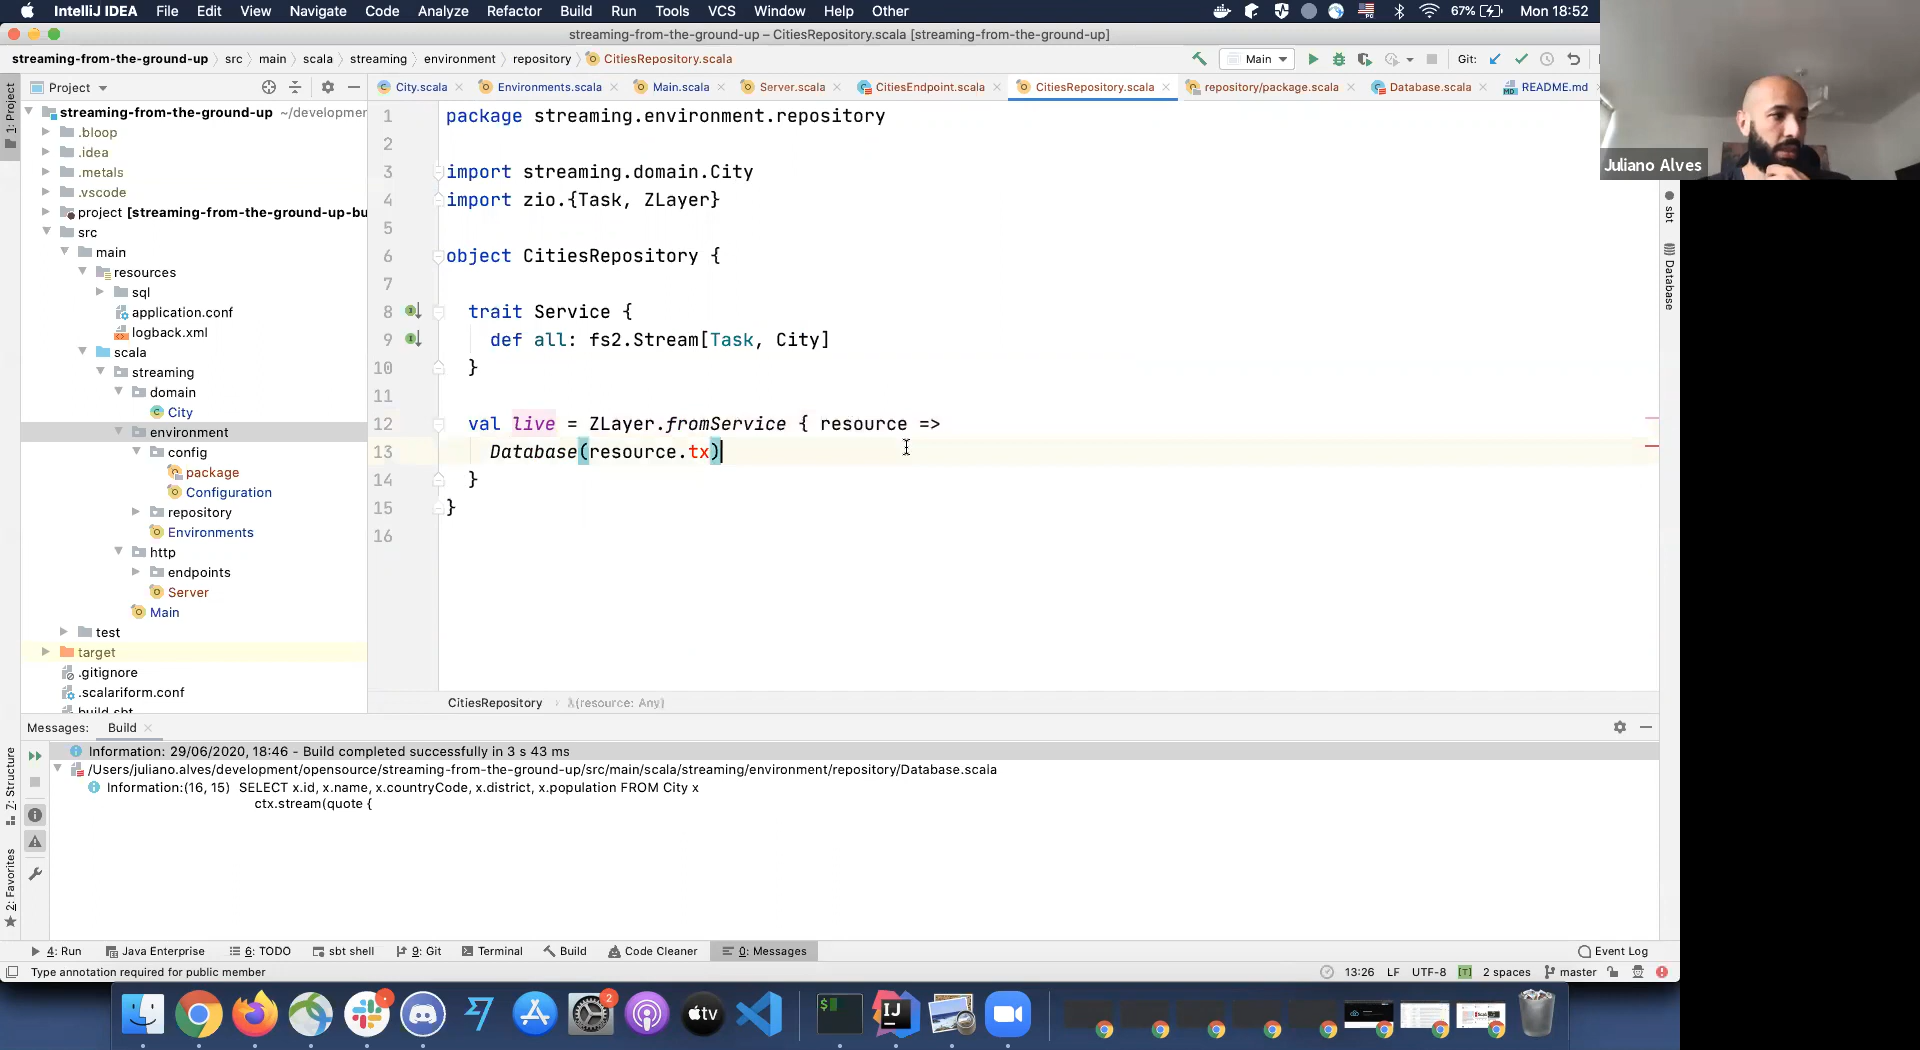 IntelliJ IDEA File Edit View Navigate Code Analyze Refactor Build Run Tools VCS Window Help Other 67% Mon 18:52
streaming-from-the-ground-up – CitiesRepository.scala [streaming-from-the-ground-up]
streaming-from-the-ground-up src main scala streaming environment repository CitiesRepository.scala Main Git:
Project City.scala Environments.scala Main.scala Server.scala CitiesEndpoint.scala CitiesRepository.scala repository/package.scala Database.scala README.md
1: Project
streaming-from-the-ground-up ~/developmen
.bloop
.idea
.metals
.vscode
project [streaming-from-the-ground-up-bu
src
main
resources
sql
application.conf
logback.xml
scala
streaming
domain
City
environment
config
package
Configuration
repository
Environments
http
endpoints
Server
Main
test
target
.gitignore
.scalariform.conf
build.sbt
1 package streaming.environment.repository
2
3 import streaming.domain.City
4 import zio.{Task, ZLayer}
5
6 object CitiesRepository {
7
8 trait Service {
9 def all: fs2.Stream[Task, City]
10 }
11
12 val live = ZLayer.fromService { resource =>
13 Database(resource.tx)
14 }
15 }
16
CitiesRepository λ(resource: Any)
Juliano Alves
sbt
Database
Messages: Build
Information: 29/06/2020, 18:46 - Build completed successfully in 3 s 43 ms
/Users/juliano.alves/development/opensource/streaming-from-the-ground-up/src/main/scala/streaming/environment/repository/Database.scala
Information:(16, 15) SELECT x.id, x.name, x.countryCode, x.district, x.population FROM City x
ctx.stream(quote {
Z: Structure
2: Favorites
4: Run Java Enterprise 6: TODO sbt shell 9: Git Terminal Build Code Cleaner 0: Messages Event Log
Type annotation required for public member 13:26 LF UTF-8 [T] 2 spaces master
2
tv
$
IJ